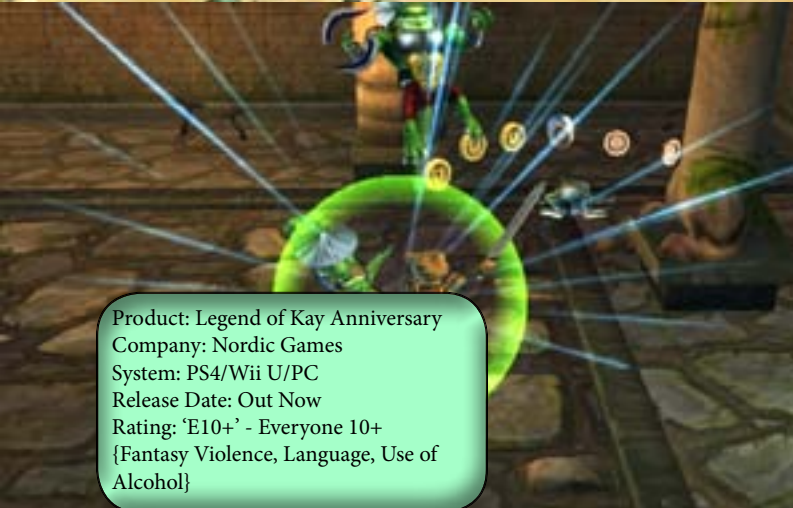 Product: Legend of Kay Anniversary
Company: Nordic Games
System: PS4/Wii U/PC
Release Date: Out Now
Rating: ‘E10+’ - Everyone 10+
{Fantasy Violence, Language, Use of
Alcohol}